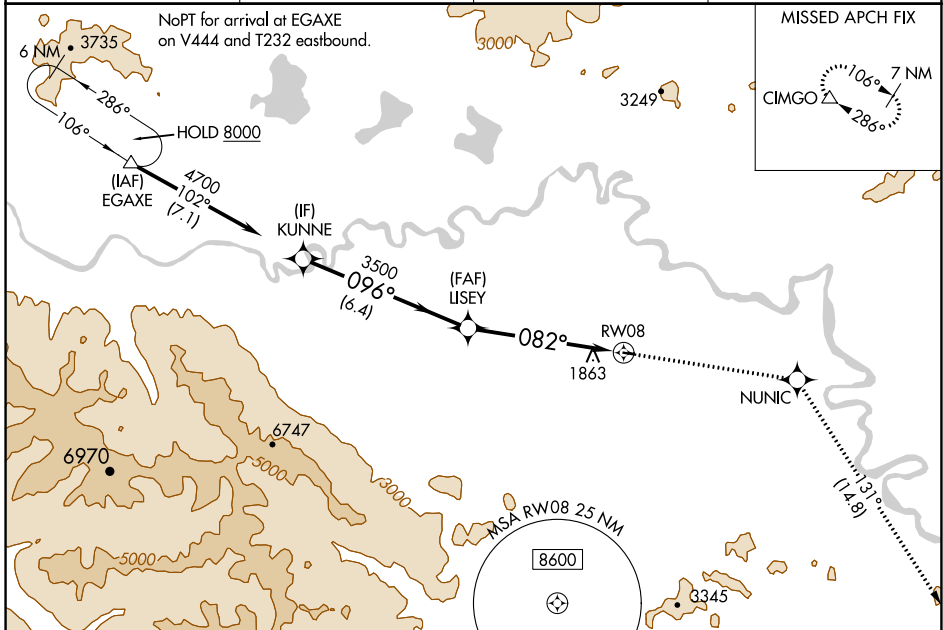 NoPT for arrival at EGAXE
on V444 and T232 eastbound.
MISSED APCH FIX
6 NM
3735
3000
106°
7 NM
CIMGO
286°
3249
286°
106°
HOLD 8000
(IAF)
EGAXE
4700
102°
(7.1)
(IF)
KUNNE
3500
096°
(6.4)
(FAF)
LISEY
082°
RW08
1863
NUNIC
6747
6970
5000
3000
131°
(14.8)
MSA RW08 25 NM
8600
5000
3345